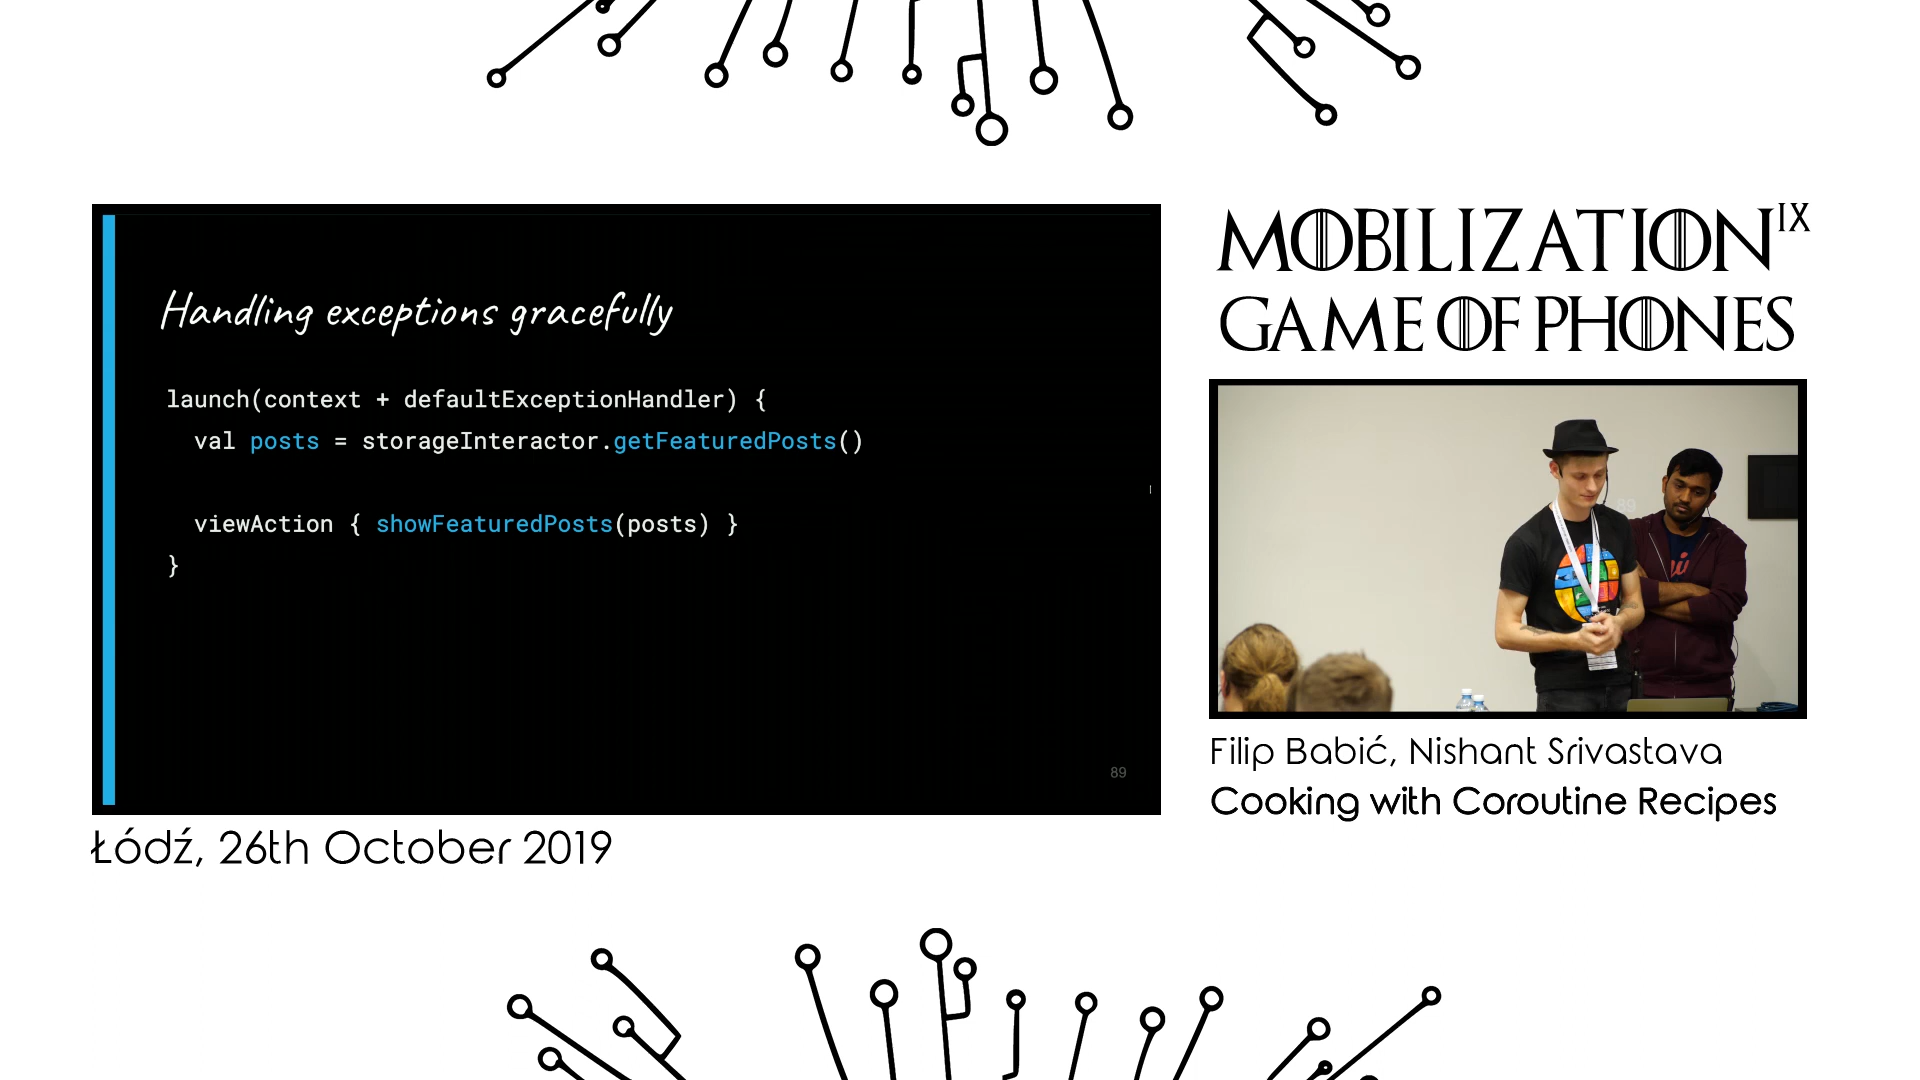 MOBILIZATION IX
GAME OF PHONES
Handling exceptions gracefully
launch(context + defaultExceptionHandler) {
val posts = storageInteractor.getFeaturedPosts()
viewAction { showFeaturedPosts(posts) }
}
89
89
Filip Babić, Nishant Srivastava
Cooking with Coroutine Recipes
Łódź, 26th October 2019